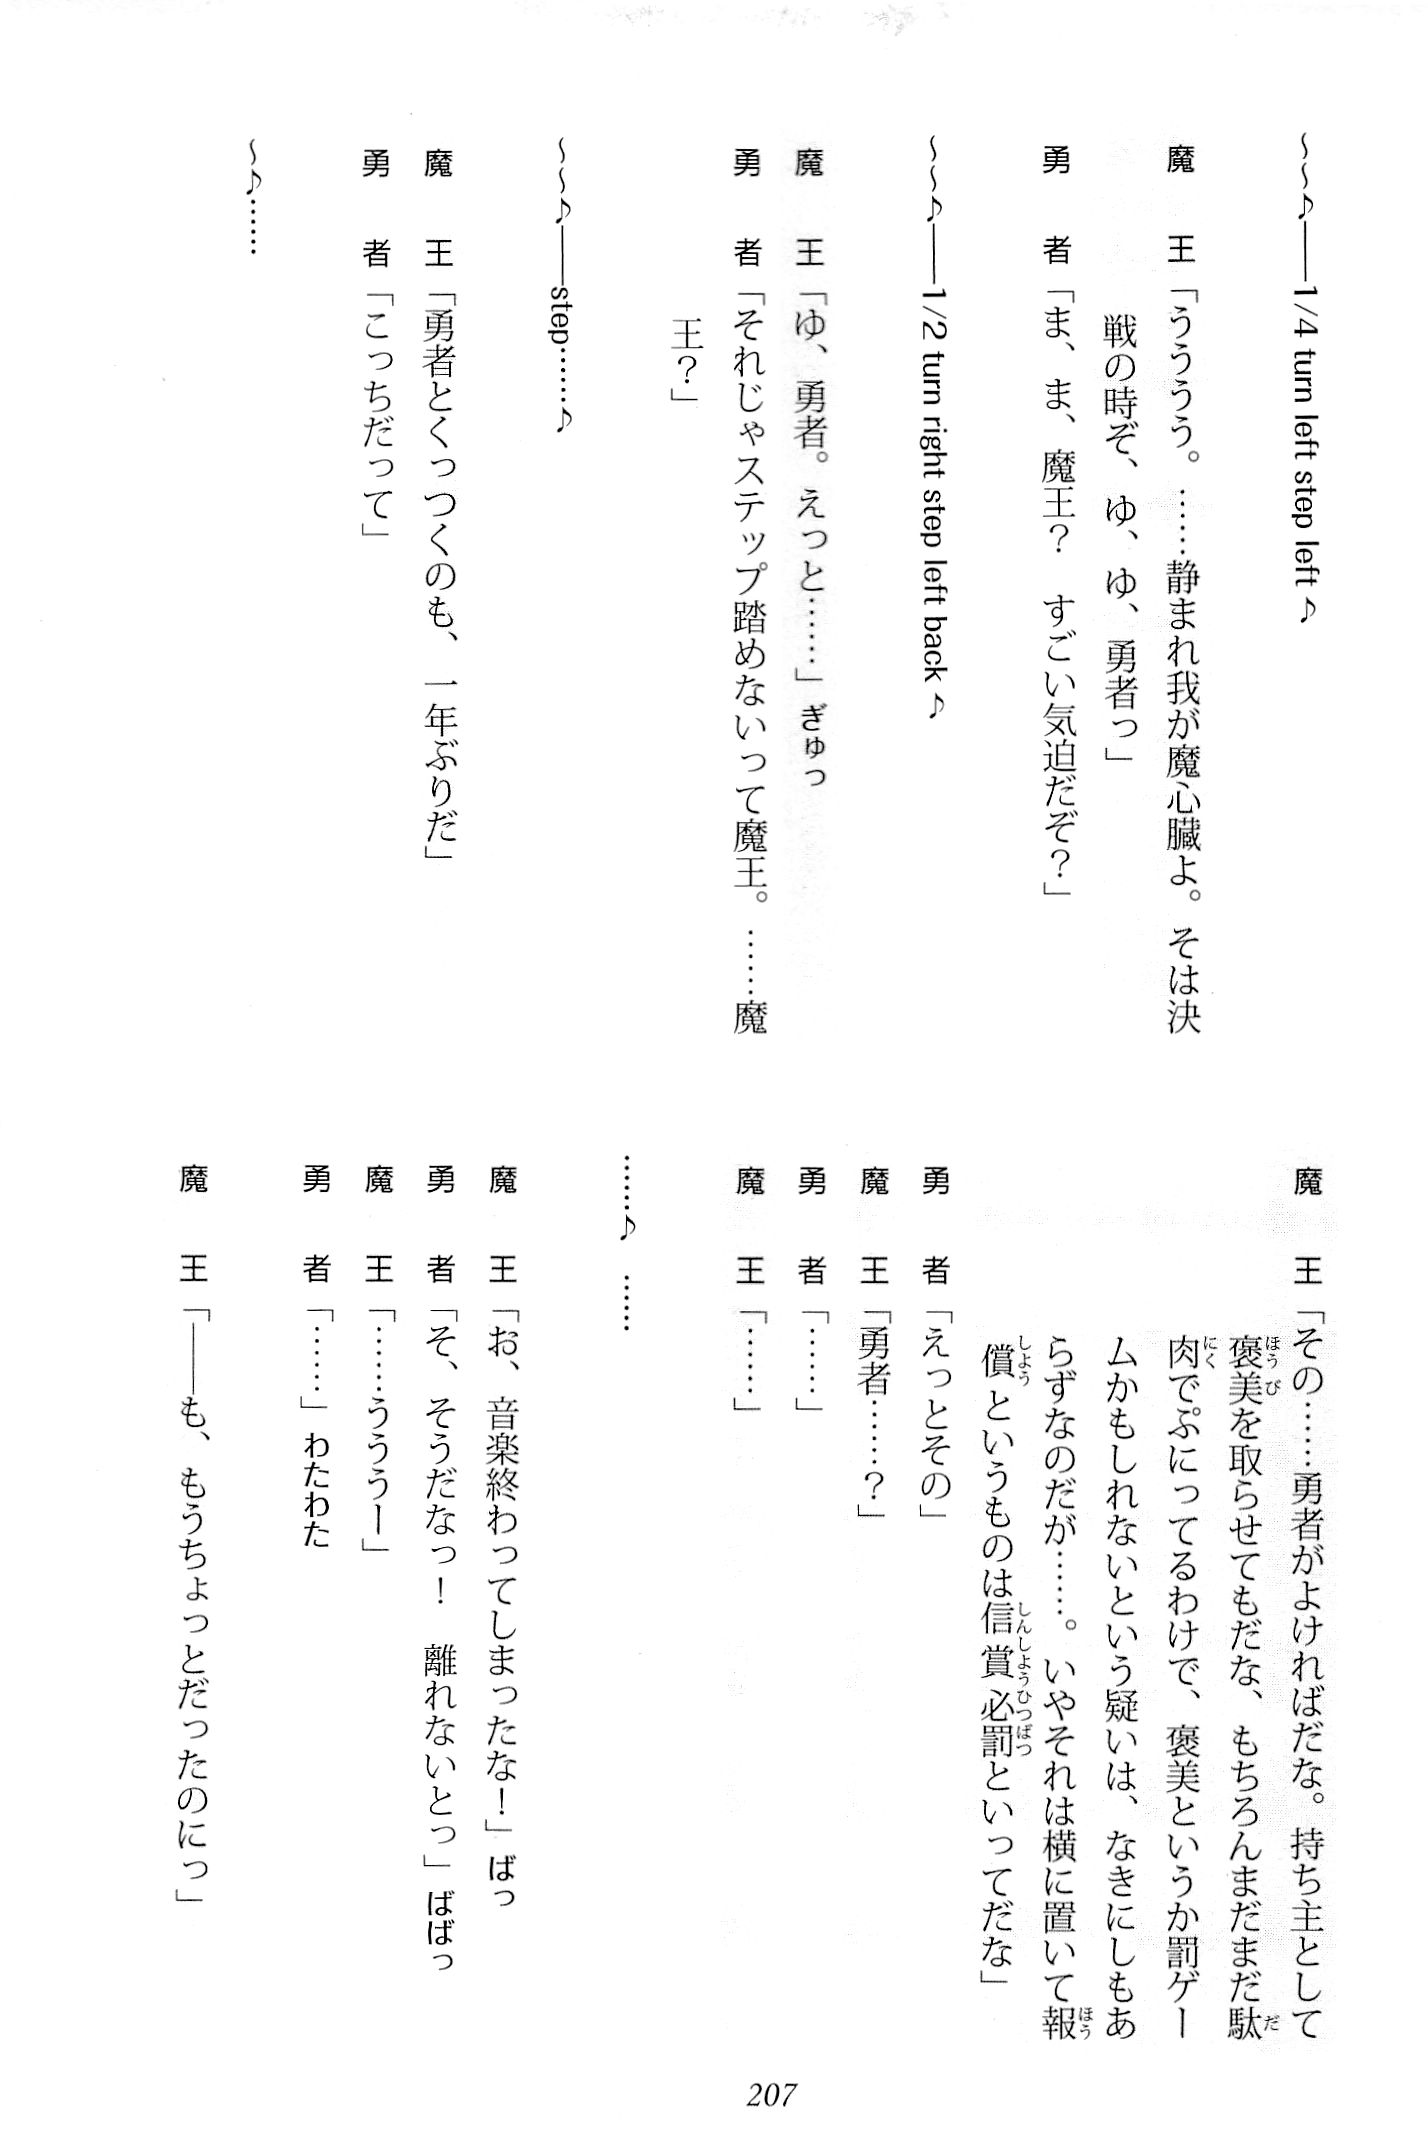 ～～♪――1/4 turn left step left♪
魔　王「うううう。……静まれ我が魔心臓よ。そは決
戦の時ぞ、ゆ、ゆ、勇者っ」
勇　者「ま、ま、魔王？　すごい気迫だぞ？」
～～♪――1/2 turn right step left back♪
魔　王「ゆ、勇者。えっと……」ぎゅっ
勇　者「それじゃステップ踏めないって魔王。……魔
王？」
～～♪――step……♪
魔　王「勇者とくっつくのも、一年ぶりだ」
勇　者「こっちだって」
～♪……
魔　王「その……勇者がよければだな。持ち主として
褒美を取らせてもだな、もちろんまだまだ駄
肉でぷにってるわけで、褒美というか罰ゲー
ムかもしれないという疑いは、なきにしもあ
らずなのだが……。いやそれは横に置いて報
償というものは信賞必罰といってだな」
勇　者「えっとその」
魔　王「勇者……？」
勇　者「……」
魔　王「……」
……♪　……
魔　王「お、音楽終わってしまったな！」ばっ
勇　者「そ、そうだなっ！　離れないとっ」ばばっ
魔　王「……うううー」
勇　者「……」わたわた
魔　王「――も、もうちょっとだったのにっ」
207